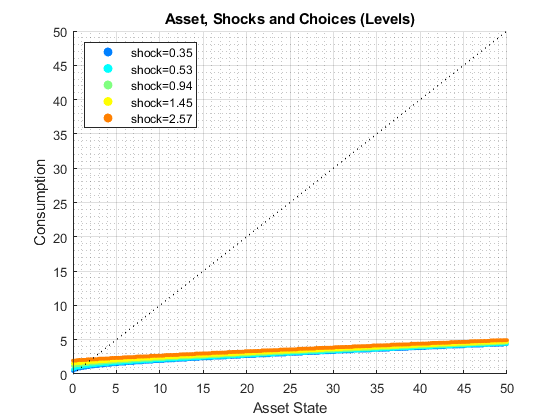 Asset, Shocks and Choices (Levels)
50
45
40
35
30
25
20
15
10
5
0
Consumption
shock=0.35
shock=0.53
shock=0.94
shock=1.45
shock=2.57
0 5 10 15 20 25 30 35 40 45 50
Asset State